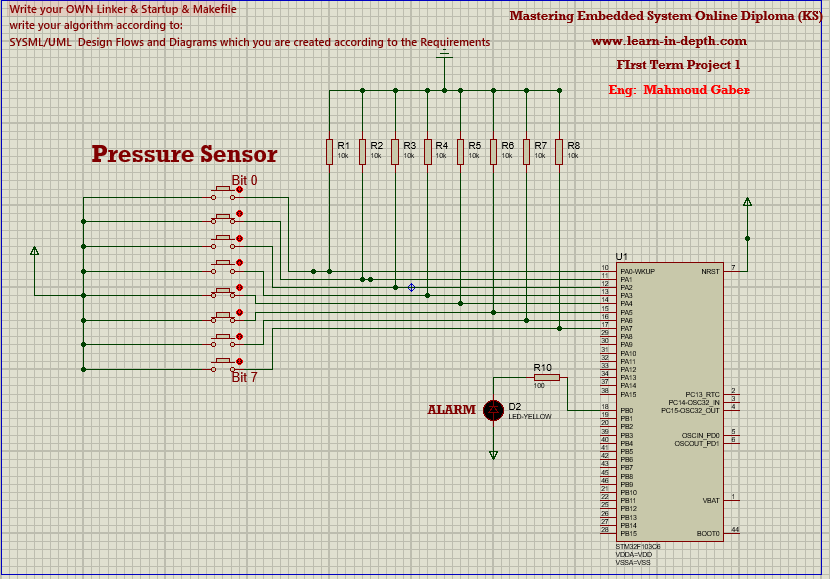 Write your OWN Linker & Startup & Makefile
write your algorithm according to:
SYSML/UML  Design Flows and Diagrams which you are created according to the Requirements
Mastering Embedded System Online Diploma (KS)
www.learn-in-depth.com
FIrst Term Project 1
Eng:  Mahmoud Gaber
Pressure Sensor
Bit 0
Bit 7
R1
10k
R2
10k
R3
10k
R4
10k
R5
10k
R6
10k
R7
10k
R8
10k
ALARM
D2
LED-YELLOW
R10
100
U1
10 PA0-WKUP
11 PA1
12 PA2
13 PA3
14 PA4
15 PA5
16 PA6
17 PA7
29 PA8
30 PA9
31 PA10
32 PA11
33 PA12
34 PA13
37 PA14
38 PA15
18 PB0
19 PB1
20 PB2
39 PB3
40 PB4
41 PB5
42 PB6
43 PB7
45 PB8
46 PB9
21 PB10
22 PB11
25 PB12
26 PB13
27 PB14
28 PB15
NRST 7
PC13_RTC 2
PC14-OSC32_IN 3
PC15-OSC32_OUT 4
OSCIN_PD0 5
OSCOUT_PD1 6
VBAT 1
BOOT0 44
STM32F103C6
VDDA=VDD
VSSA=VSS